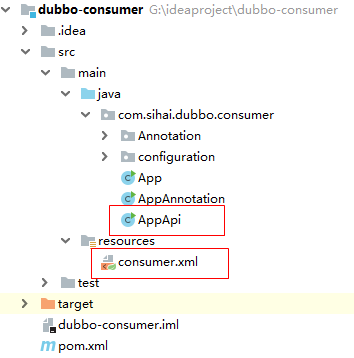 dubbo-consumer G:\ideaproject\dubbo-consumer
.idea
src
main
java
com.sihai.dubbo.consumer
Annotation
configuration
App
AppAnnotation
AppApi
resources
consumer.xml
test
target
dubbo-consumer.iml
pom.xml